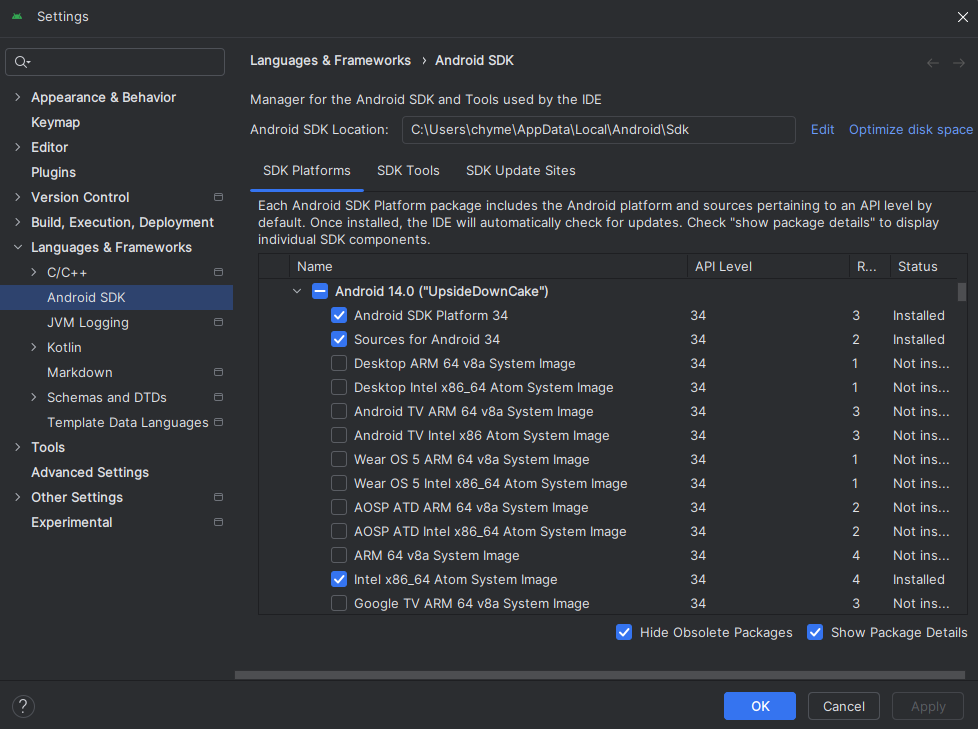 Settings
Languages & Frameworks › Android SDK
Appearance & Behavior
Keymap
Editor
Plugins
Version Control
Build, Execution, Deployment
Languages & Frameworks
C/C++
Android SDK
JVM Logging
Kotlin
Markdown
Schemas and DTDs
Template Data Languages
Tools
Advanced Settings
Other Settings
Experimental
Manager for the Android SDK and Tools used by the IDE
Android SDK Location: C:\Users\chyme\AppData\Local\Android\Sdk Edit Optimize disk space
SDK Platforms SDK Tools SDK Update Sites
Each Android SDK Platform package includes the Android platform and sources pertaining to an API level by
default. Once installed, the IDE will automatically check for updates. Check "show package details" to display
individual SDK components.
Name API Level R... Status
Android 14.0 ("UpsideDownCake")
Android SDK Platform 34 34 3 Installed
Sources for Android 34 34 2 Installed
Desktop ARM 64 v8a System Image 34 1 Not ins...
Desktop Intel x86_64 Atom System Image 34 1 Not ins...
Android TV ARM 64 v8a System Image 34 3 Not ins...
Android TV Intel x86 Atom System Image 34 3 Not ins...
Wear OS 5 ARM 64 v8a System Image 34 1 Not ins...
Wear OS 5 Intel x86_64 Atom System Image 34 1 Not ins...
AOSP ATD ARM 64 v8a System Image 34 2 Not ins...
AOSP ATD Intel x86_64 Atom System Image 34 2 Not ins...
ARM 64 v8a System Image 34 4 Not ins...
Intel x86_64 Atom System Image 34 4 Installed
Google TV ARM 64 v8a System Image 34 3 Not ins...
Hide Obsolete Packages Show Package Details
? OK Cancel Apply